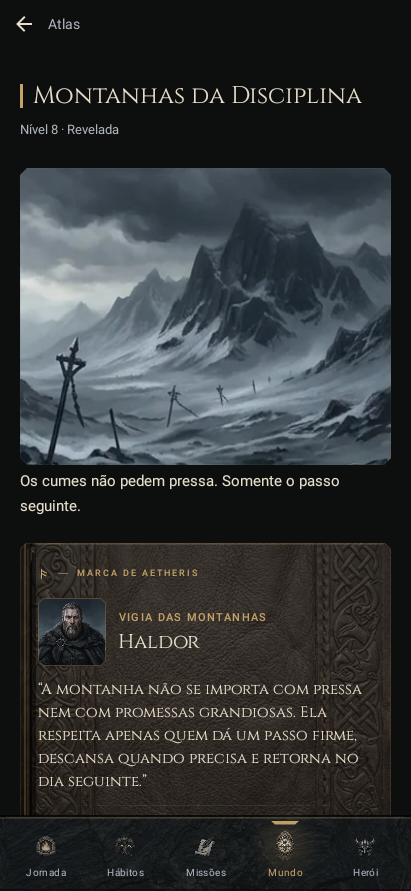 Atlas
Montanhas da Disciplina
Nível 8 · Revelada
Os cumes não pedem pressa. Somente o passo
seguinte.
MARCA DE AETHERIS
VIGIA DAS MONTANHAS
Haldor
“A montanha não se importa com pressa
nem com promessas grandiosas. Ela
respeita apenas quem dá um passo firme,
descansa quando precisa e retorna no
dia seguinte.”
Jornada
Hábitos
Missões
Mundo
Herói